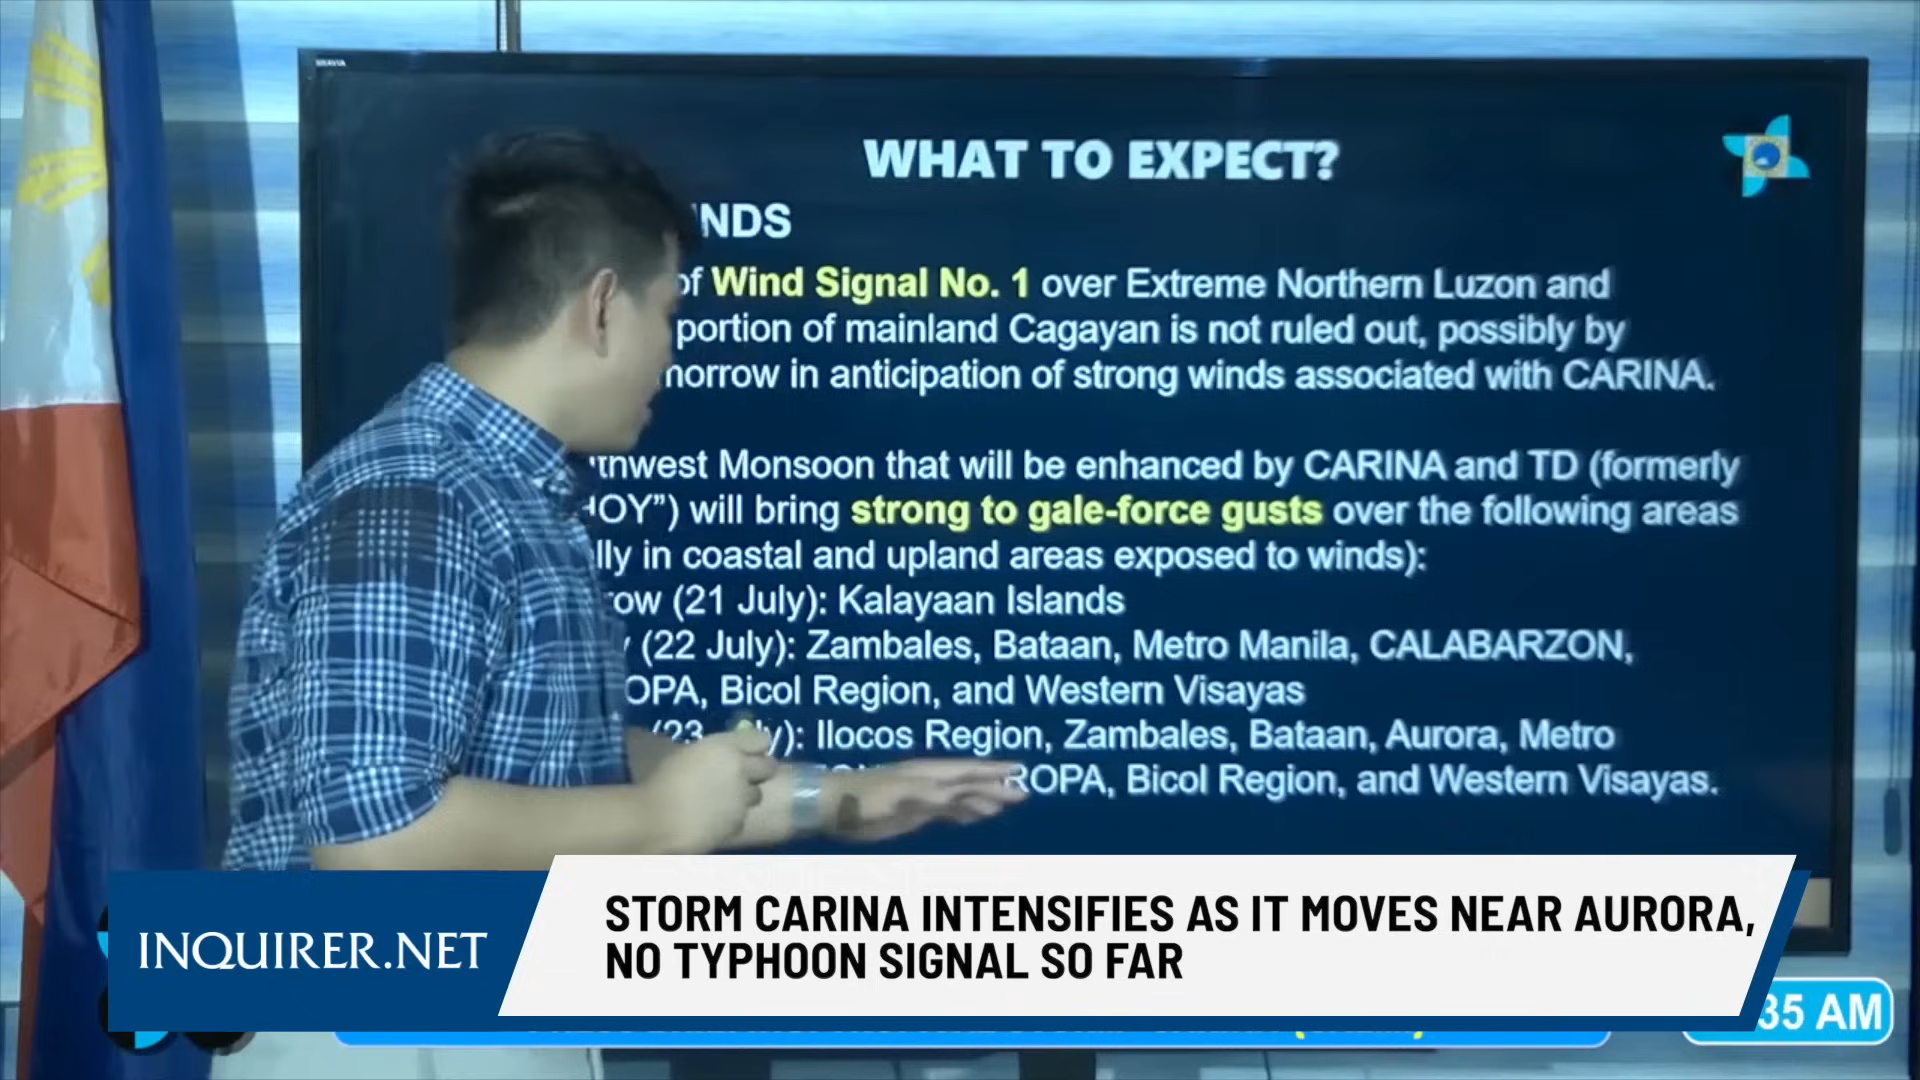 BRAVIA
WHAT TO EXPECT?
NDS
of Wind Signal No. 1 over Extreme Northern Luzon and
portion of mainland Cagayan is not ruled out, possibly by
morrow in anticipation of strong winds associated with CARINA.
thwest Monsoon that will be enhanced by CARINA and TD (formerly
HOY”) will bring strong to gale-force gusts over the following areas
lly in coastal and upland areas exposed to winds):
row (21 July): Kalayaan Islands
(22 July): Zambales, Bataan, Metro Manila, CALABARZON,
OPA, Bicol Region, and Western Visayas
(23 July): Ilocos Region, Zambales, Bataan, Aurora, Metro
ROPA, Bicol Region, and Western Visayas.
INQUIRER.NET
STORM CARINA INTENSIFIES AS IT MOVES NEAR AURORA,
NO TYPHOON SIGNAL SO FAR
35 AM